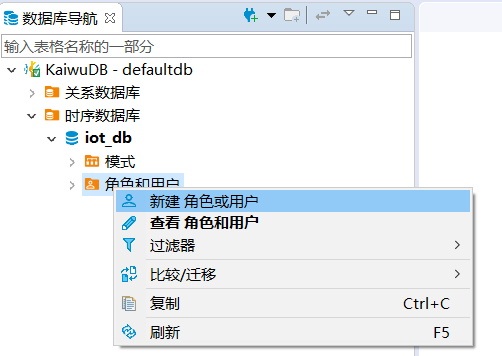 数据库导航
输入表格名称的一部分
KaiwuDB - defaultdb
关系数据库
时序数据库
iot_db
模式
角色和用户
新建 角色或用户
查看 角色和用户
过滤器
比较/迁移
复制 Ctrl+C
刷新 F5